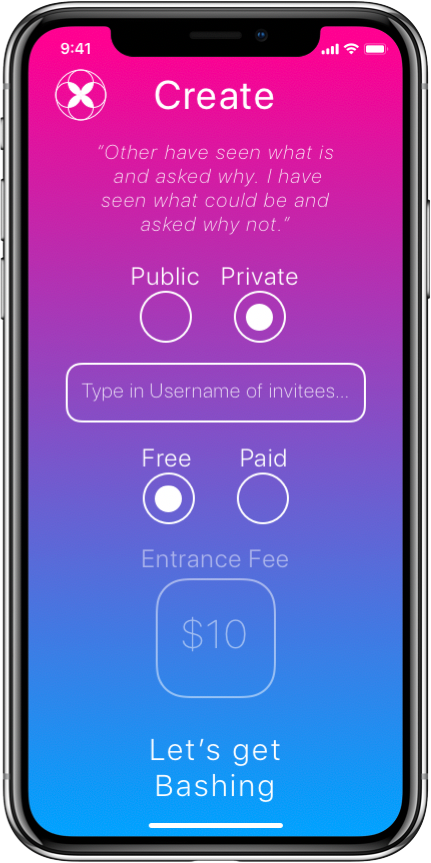 9:41
Create
“Other have seen what is
and asked why. I have
seen what could be and
asked why not.”
Public Private
Type in Username of invitees...
Free Paid
Entrance Fee
$10
Let’s get
Bashing